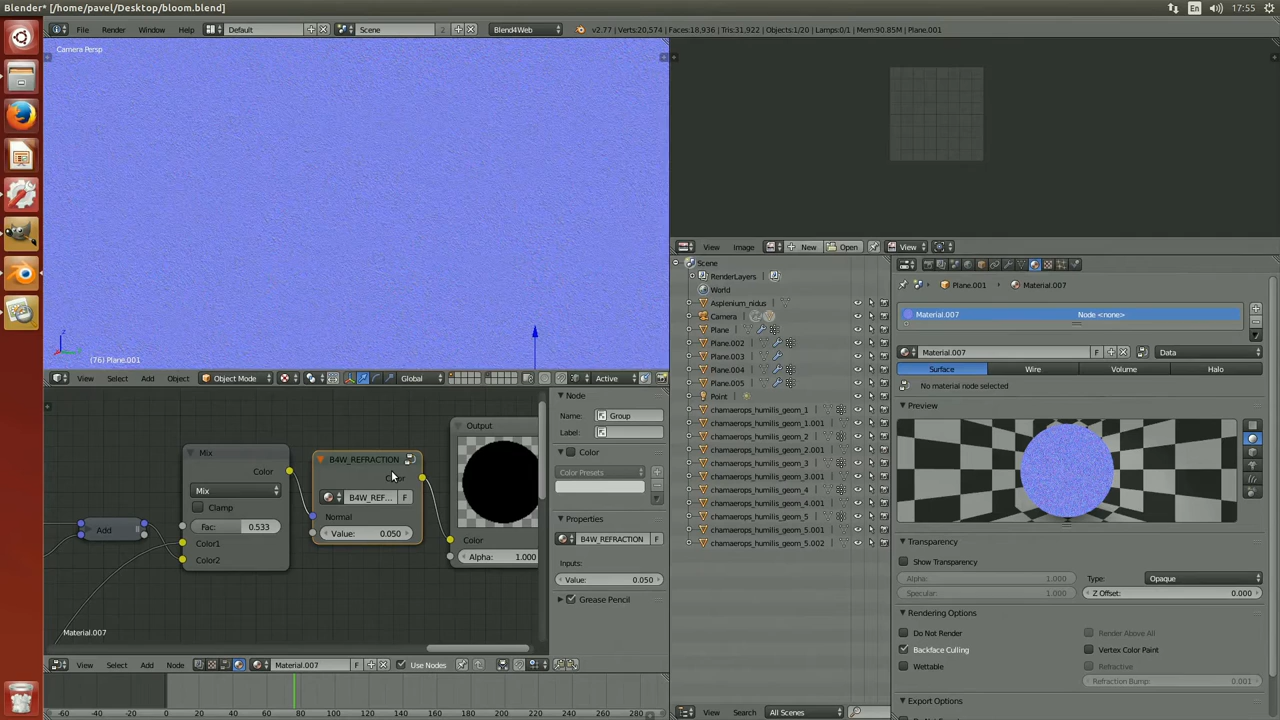 Blender* [/home/pavel/Desktop/bloom.blend]
En 17:55
File Render Window Help Default Scene 2 Blend4Web v2.77 | Verts:20,574 | Faces:18,936 | Tris:31,922 | Objects:1/20 | Lamps:0/1 | Mem:90.85M | Plane.001
Camera Persp
z
(76) Plane.001
View Select Add Object Object Mode Global Active
View Image New Open View
Scene
RenderLayers
World
Asplenium_nidus
Camera
Plane
Plane.002
Plane.003
Plane.004
Plane.005
Point
chamaerops_humilis_geom_1
chamaerops_humilis_geom_1.001
chamaerops_humilis_geom_2
chamaerops_humilis_geom_3
chamaerops_humilis_geom_3.001
chamaerops_humilis_geom_4
chamaerops_humilis_geom_4.001
chamaerops_humilis_geom_5
chamaerops_humilis_geom_5.001
chamaerops_humilis_geom_5.002
View Search All Scenes
Plane.001 Material.007
Material.007 Node <none>
Material.007 F Data
Surface Wire Volume Halo
No material node selected
Preview
Transparency
Show Transparency
Alpha: 1.000 Type: Opaque
Specular: 1.000 Z Offset: 0.000
Rendering Options
Do Not Render Render Above All
Backface Culling Vertex Color Paint
Wettable Refractive
Refraction Bump: 0.001
Export Options
Add
Mix
Color
Mix
Clamp
Fac: 0.533
Color1
Color2
B4W_REFRACTION
Color
B4W_REF... F
Normal
Value: 0.050
Output
Color
Alpha: 1.000
Material.007
Node
Name: Group
Label:
Color
Color Presets
Properties
B4W_REFRACTION F
Inputs:
Value: 0.050
Grease Pencil
View Select Add Node Material.007 F Use Nodes
-60 -40 -20 0 20 40 60 80 100 120 140 160 180 200 220 240 260 280